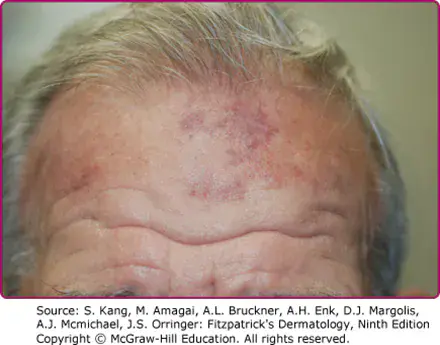 Source: S. Kang, M. Amagai, A.L. Bruckner, A.H. Enk, D.J. Margolis,
A.J. Mcmichael, J.S. Orringer: Fitzpatrick's Dermatology, Ninth Edition
Copyright © McGraw-Hill Education. All rights reserved.